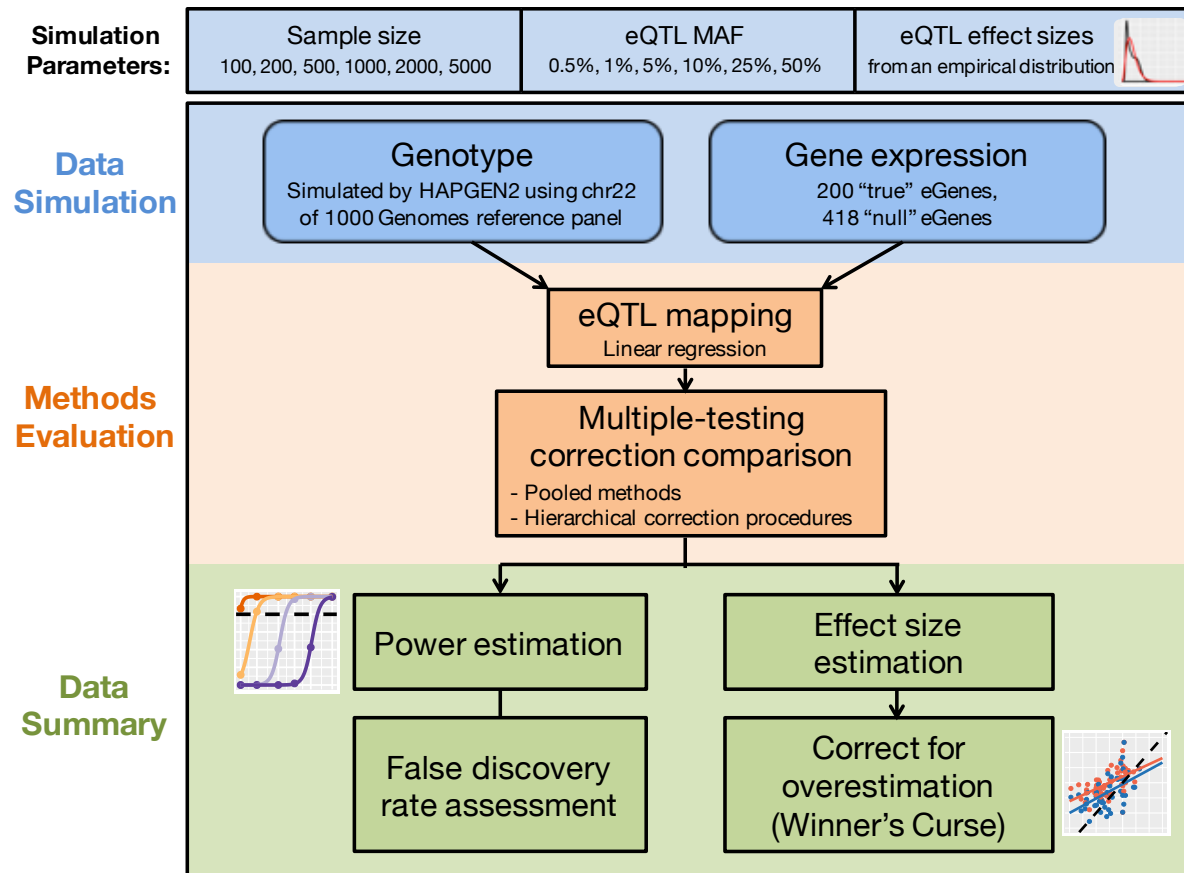 Simulation
Parameters:
Sample size
100, 200, 500, 1000, 2000, 5000
eQTL MAF
0.5%, 1%, 5%, 10%, 25%, 50%
eQTL effect sizes
from an empirical distribution
Data
Simulation
Genotype
Simulated by HAPGEN2 using chr22
of 1000 Genomes reference panel
Gene expression
200 “true” eGenes,
418 “null” eGenes
Methods
Evaluation
eQTL mapping
Linear regression
Multiple-testing
correction comparison
- Pooled methods
- Hierarchical correction procedures
Data
Summary
Power estimation
Effect size
estimation
False discovery
rate assessment
Correct for
overestimation
(Winner’s Curse)